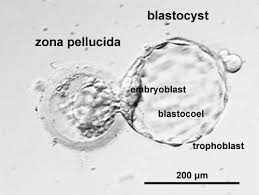 blastocyst
zona pellucida
embryoblast
blastocoel
trophoblast
200 µm